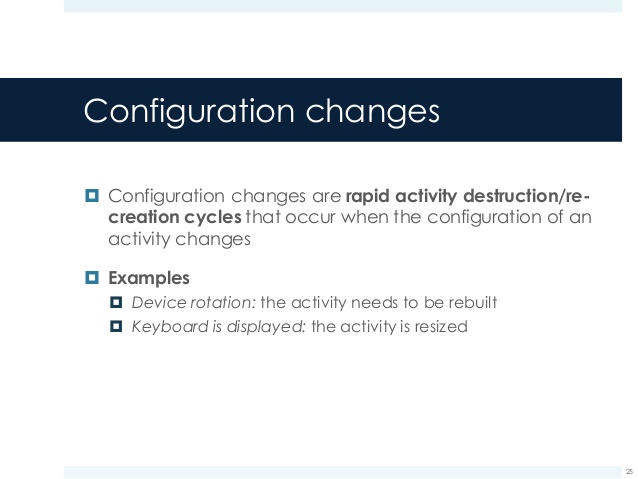 Configuration changes
Configuration changes are rapid activity destruction/re-
creation cycles that occur when the configuration of an
activity changes
Examples
Device rotation: the activity needs to be rebuilt
Keyboard is displayed: the activity is resized
25